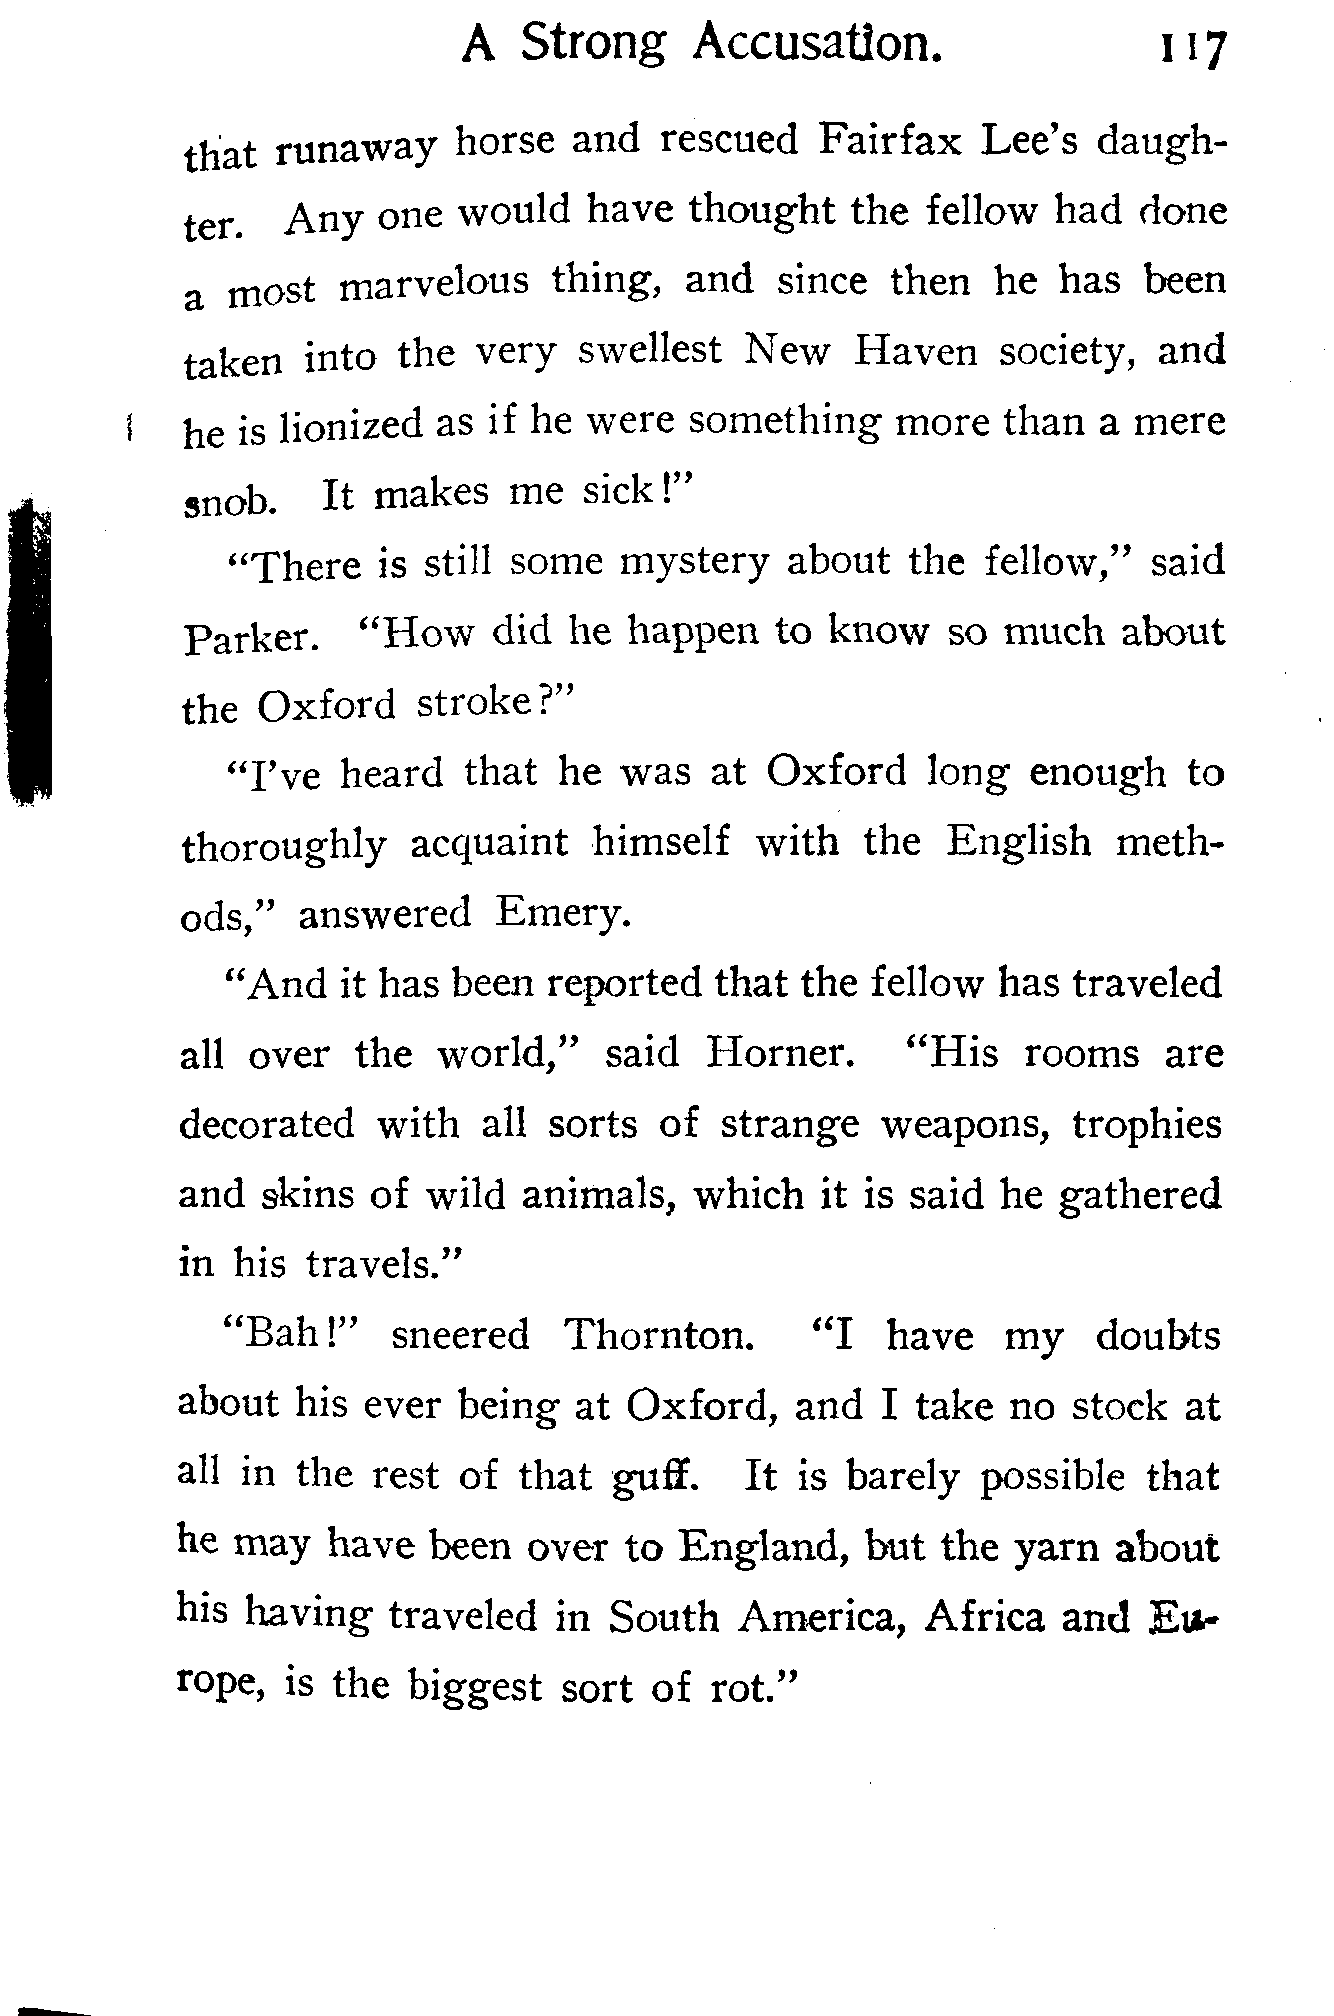 A Strong Accusation. 117
that runaway horse and rescued Fairfax Lee's daugh-
ter. Any one would have thought the fellow had done
a most marvelous thing, and since then he has been
taken into the very swellest New Haven society, and
he is lionized as if he were something more than a mere
snob. It makes me sick!"
"There is still some mystery about the fellow," said
Parker. "How did he happen to know so much about
the Oxford stroke?"
"I've heard that he was at Oxford long enough to
thoroughly acquaint himself with the English meth-
ods," answered Emery.
"And it has been reported that the fellow has traveled
all over the world," said Horner. "His rooms are
decorated with all sorts of strange weapons, trophies
and skins of wild animals, which it is said he gathered
in his travels."
"Bah!" sneered Thornton. "I have my doubts
about his ever being at Oxford, and I take no stock at
all in the rest of that guff. It is barely possible that
he may have been over to England, but the yarn about
his having traveled in South America, Africa and Eu-
rope, is the biggest sort of rot."